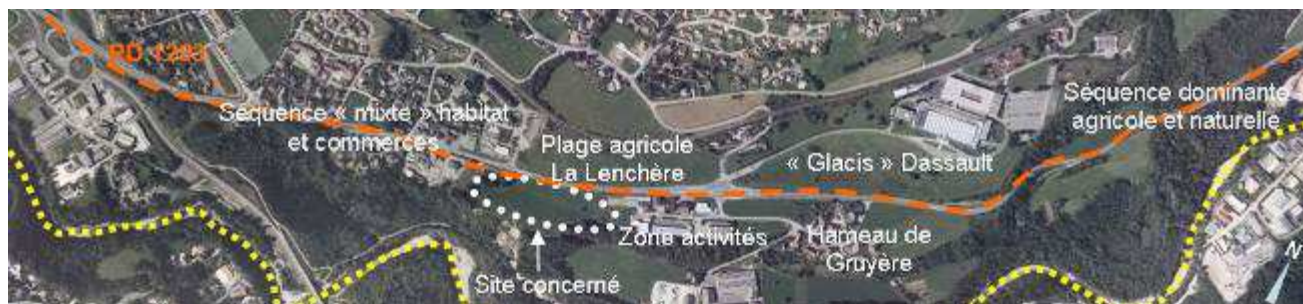 RD 1203
Séquence « mixte » habitat
et commerces
Plage agricole
La Lenchère
« Glacis » Dassault
Séquence dominante
agricole et naturelle
Zone activités
Hameau de
Gruyère
Site concerné
N